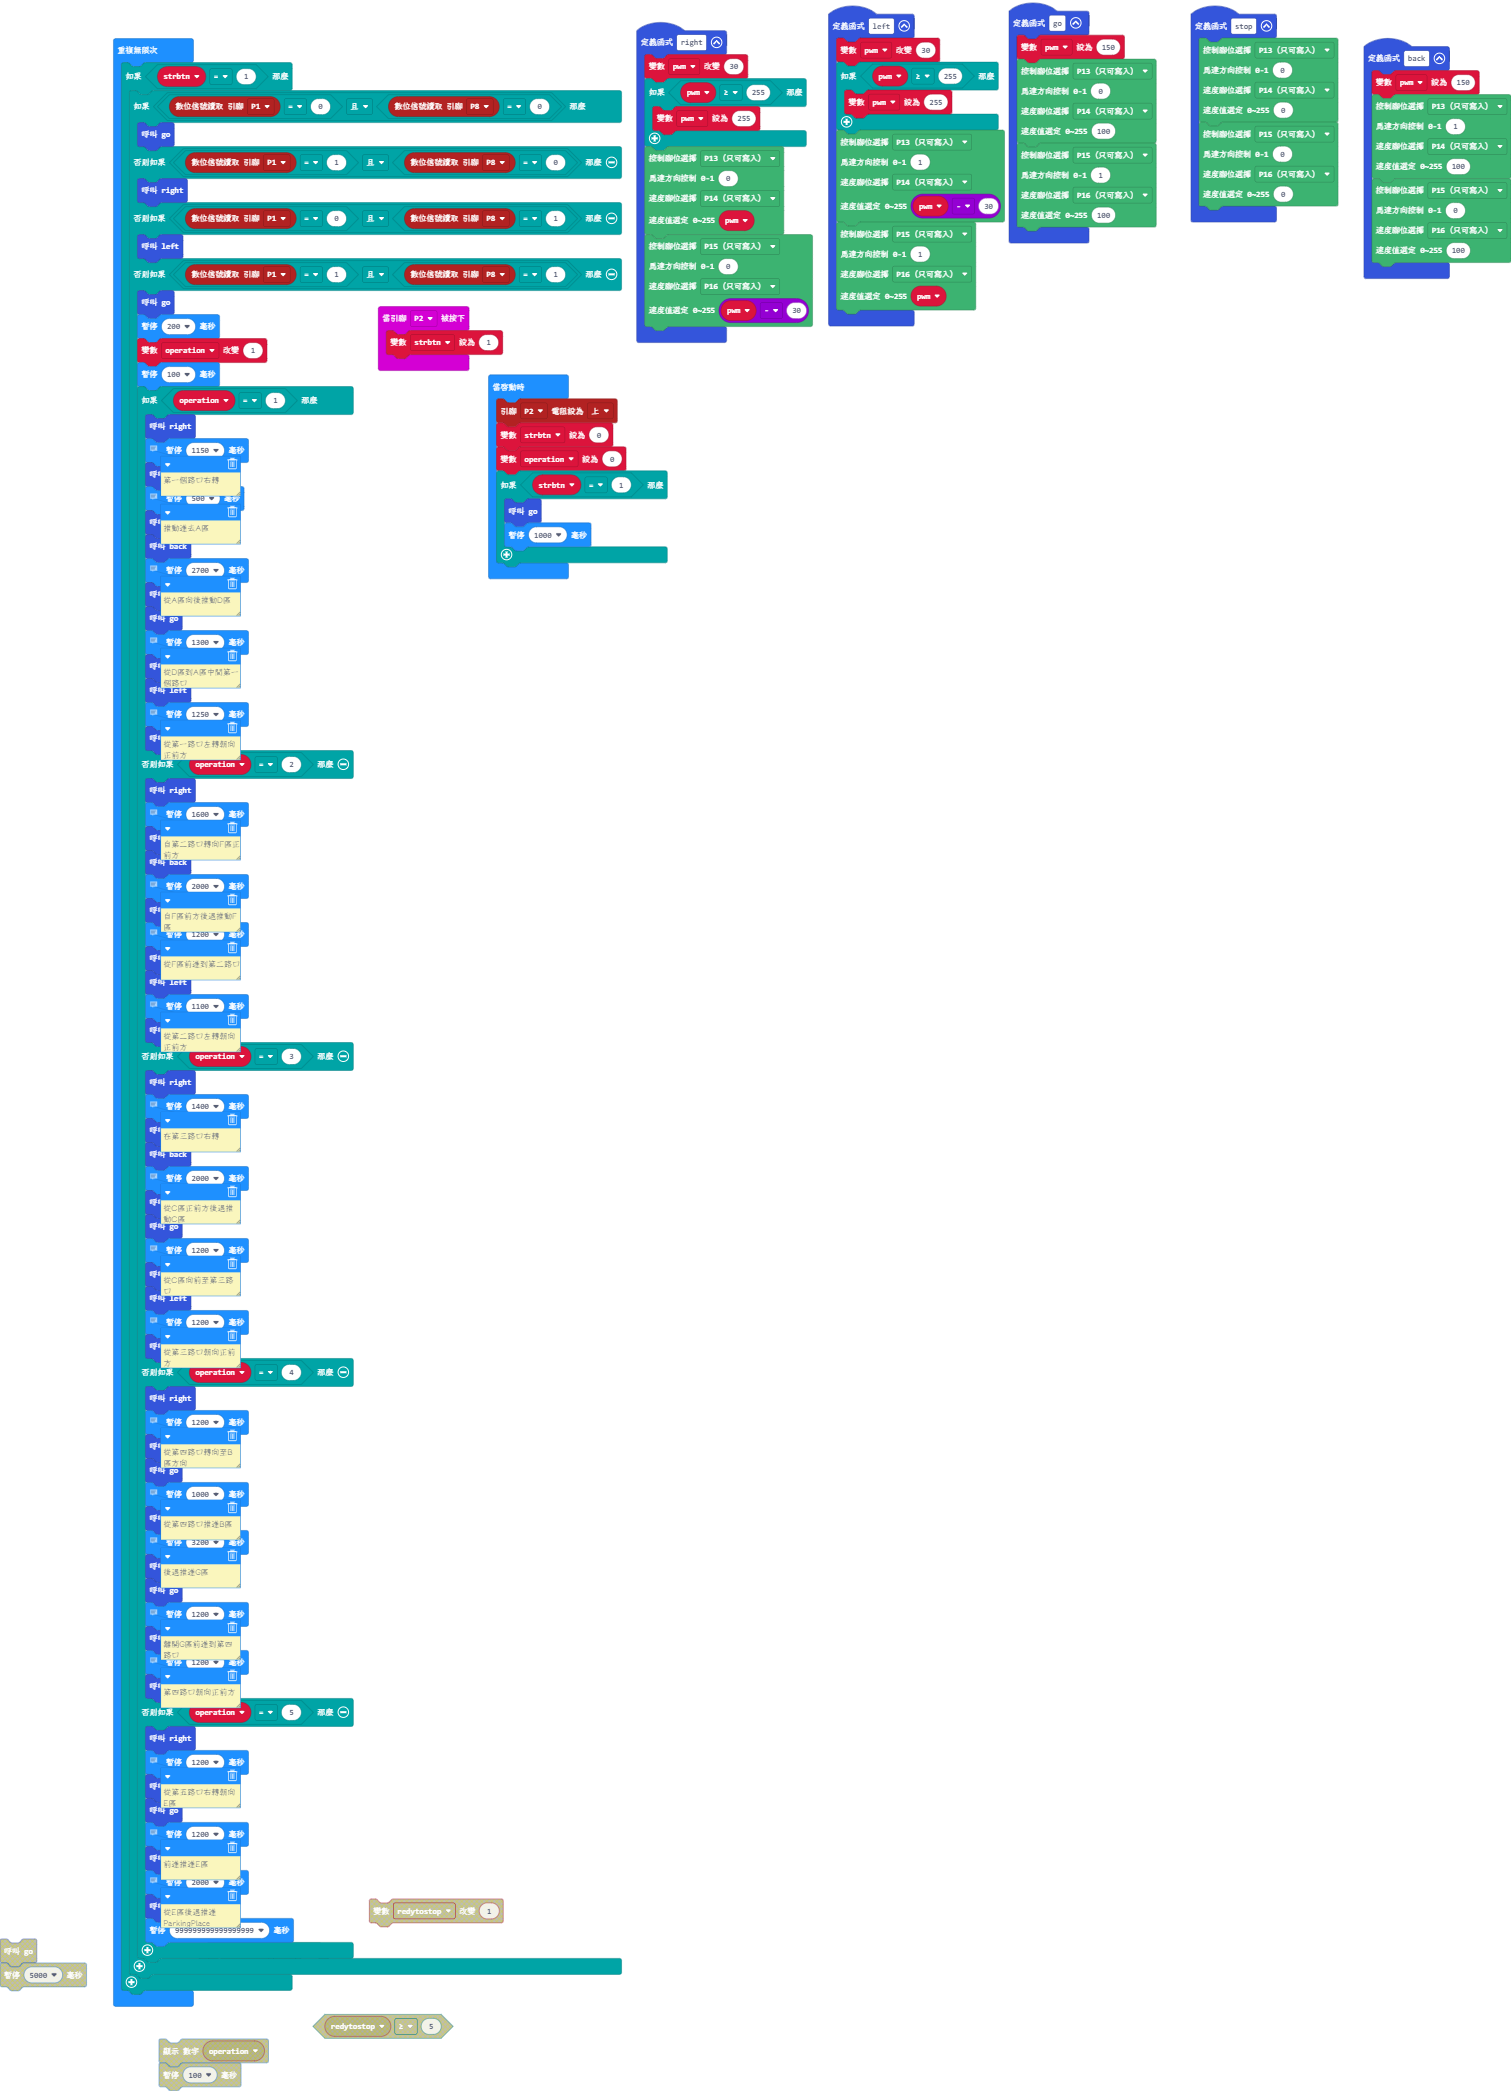 重複無限次
如果 strbtn = 1 那麼
如果 數位信號讀取 引腳 P1 = 0 且 數位信號讀取 引腳 P8 = 0 那麼
呼叫 go
否則如果 數位信號讀取 引腳 P1 = 1 且 數位信號讀取 引腳 P8 = 0 那麼
呼叫 right
否則如果 數位信號讀取 引腳 P1 = 0 且 數位信號讀取 引腳 P8 = 1 那麼
呼叫 left
否則如果 數位信號讀取 引腳 P1 = 1 且 數位信號讀取 引腳 P8 = 1 那麼
呼叫 go
暫停 200 毫秒
變數 operation 改變 1
暫停 100 毫秒
如果 operation = 1 那麼
呼叫 right
暫停 1150 毫秒
第一個路口右轉
暫停 500 毫秒
推動進去A區
呼叫 back
暫停 2700 毫秒
從A區向後推動D區
呼叫 go
暫停 1300 毫秒
從D區到A區中間第一
個路口
呼叫 left
暫停 1250 毫秒
從第一路口左轉朝向
正前方
否則如果 operation = 2 那麼
呼叫 right
暫停 1600 毫秒
自第二路口轉向F區正
前方
呼叫 back
暫停 2000 毫秒
自F區前方後退推動F
區
暫停 1200 毫秒
從F區前進到第二路口
呼叫 left
暫停 1100 毫秒
從第二路口左轉朝向
正前方
否則如果 operation = 3 那麼
呼叫 right
暫停 1400 毫秒
在第三路口右轉
呼叫 back
暫停 2000 毫秒
從C區正前方後退推
動C區
呼叫 go
暫停 1200 毫秒
從C區向前至第三路
口
呼叫 left
暫停 1200 毫秒
從第三路口朝向正前
方
否則如果 operation = 4 那麼
呼叫 right
暫停 1200 毫秒
從第四路口轉向至B
區方向
呼叫 go
暫停 1000 毫秒
從第四路口推進B區
暫停 3200 毫秒
後退推進G區
呼叫 go
暫停 1200 毫秒
離開G區前進到第四
路口
暫停 1200 毫秒
第四路口朝向正前方
否則如果 operation = 5 那麼
呼叫 right
暫停 1200 毫秒
從第五路口右轉朝向
E區
呼叫 go
暫停 1200 毫秒
前進推進E區
暫停 2000 毫秒
從E區後退推進
ParkingPlace
暫停 毫秒
當引腳 P2 被按下
變數 strbtn 設為 1
當啟動時
引腳 P2 電阻設為 上
變數 strbtn 設為 0
變數 operation 設為 0
如果 strbtn = 1 那麼
呼叫 go
暫停 1000 毫秒
定義函式 right
變數 pwm 改變 30
如果 pwm ≥ 255 那麼
變數 pwm 設為 255
控制腳位選擇 P13 (只可寫入)
馬達方向控制 0-1 0
速度腳位選擇 P14 (只可寫入)
速度值選定 0~255 pwm
控制腳位選擇 P15 (只可寫入)
馬達方向控制 0-1 0
速度腳位選擇 P16 (只可寫入)
速度值選定 0~255 pwm - 30
定義函式 left
變數 pwm 改變 30
如果 pwm ≥ 255 那麼
變數 pwm 設為 255
控制腳位選擇 P13 (只可寫入)
馬達方向控制 0-1 1
速度腳位選擇 P14 (只可寫入)
速度值選定 0~255 pwm - 30
控制腳位選擇 P15 (只可寫入)
馬達方向控制 0-1 1
速度腳位選擇 P16 (只可寫入)
速度值選定 0~255 pwm
定義函式 go
變數 pwm 設為 150
控制腳位選擇 P13 (只可寫入)
馬達方向控制 0-1 0
速度腳位選擇 P14 (只可寫入)
速度值選定 0~255 100
控制腳位選擇 P15 (只可寫入)
馬達方向控制 0-1 1
速度腳位選擇 P16 (只可寫入)
速度值選定 0~255 100
定義函式 stop
控制腳位選擇 P13 (只可寫入)
馬達方向控制 0-1 0
速度腳位選擇 P14 (只可寫入)
速度值選定 0~255 0
控制腳位選擇 P15 (只可寫入)
馬達方向控制 0-1 0
速度腳位選擇 P16 (只可寫入)
速度值選定 0~255 0
定義函式 back
變數 pwm 設為 150
控制腳位選擇 P13 (只可寫入)
馬達方向控制 0-1 1
速度腳位選擇 P14 (只可寫入)
速度值選定 0~255 100
控制腳位選擇 P15 (只可寫入)
馬達方向控制 0-1 0
速度腳位選擇 P16 (只可寫入)
速度值選定 0~255 100
變數 redytostop 改變 1
呼叫 go
暫停 5000 毫秒
redytostop ≥ 5
顯示 數字 operation
暫停 100 毫秒